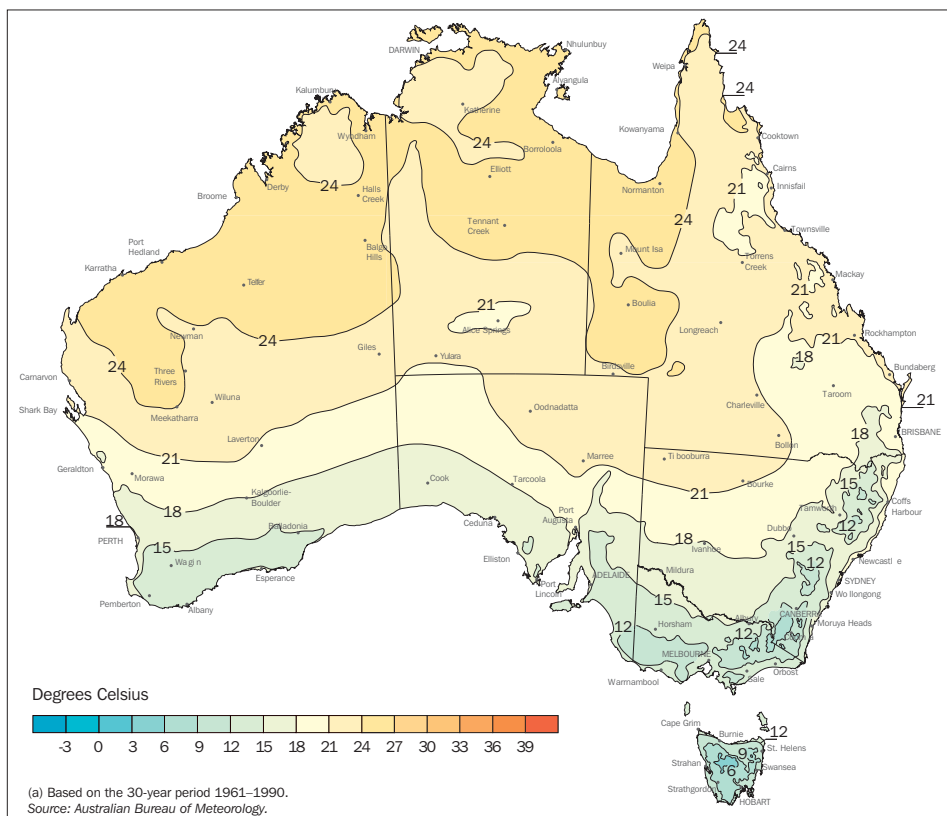 DARWIN
Nhulunbuy
24
Weipa
Alyangula
24
Kalumburu
Katherine
Kowanyama
Wyndham
Cooktown
24
Borroloola
Cairns
24
Elliott
21
Innisfail
Derby
Halls
Creek
Normanton
Broome
24
Tennant
Creek
Townsville
Port
Hedland
Balgo
Hills
Mount Isa
Torrens
Creek
Karratha
Mackay
Telfer
21
21
Boulia
Newman
Alice Springs
Longreach
Rockhampton
24
21
Giles
Yulara
18
24
Three
Rivers
Birdsville
Bundaberg
Carnarvon
Taroom
Wiluna
Charleville
21
Shark Bay
Meekatharra
Oodnadatta
BRISBANE
Laverton
18
Bollon
21
Marree
Tibooburra
Geraldton
Morawa
Cook
Tarcoola
Bourke
15
Kalgoorlie-
Boulder
21
Coffs
Harbour
18
Tamworth
18
Port
Augusta
12
Balladonia
Ceduna
Dubbo
PERTH
15
18
Ivanhoe
15
Wagin
Elliston
12
Newcastle
Esperance
Mildura
ADELAIDE
SYDNEY
Port
Lincoln
Wollongong
Pemberton
Albany
15
Albury
CANBERRA
12
Horsham
12
Moruya Heads
Cooma
MELBOURNE
Orbost
Warrnambool
Sale
Degrees Celsius
-3 0 3 6 9 12 15 18 21 24 27 30 33 36 39
Cape Grim
Burnie
12
St. Helens
9
Strahan
6
Swansea
Strathgordon
HOBART
(a) Based on the 30-year period 1961–1990.
Source: Australian Bureau of Meteorology.